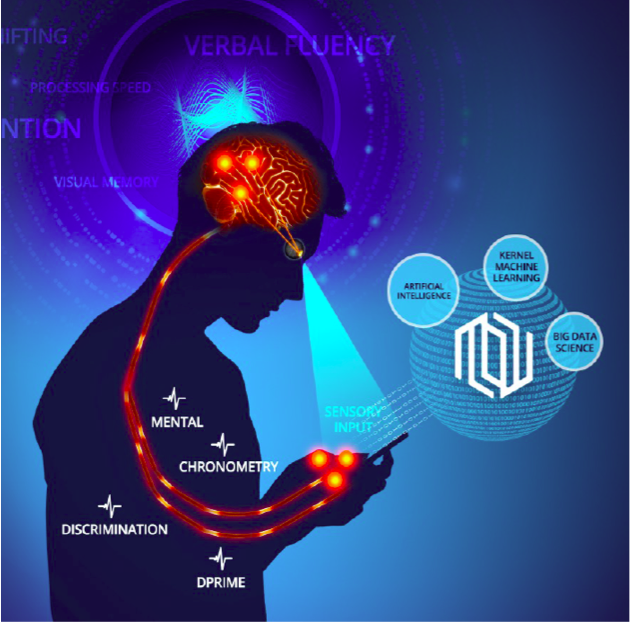 IFTING
VERBAL FLUENCY
PROCESSING SPEED
NTION
VISUAL MEMORY
KERNEL
MACHINE
LEARNING
ARTIFICIAL
INTELLIGENCE
BIG DATA
SCIENCE
SENSORY
INPUT
MENTAL
CHRONOMETRY
DISCRIMINATION
DPRIME